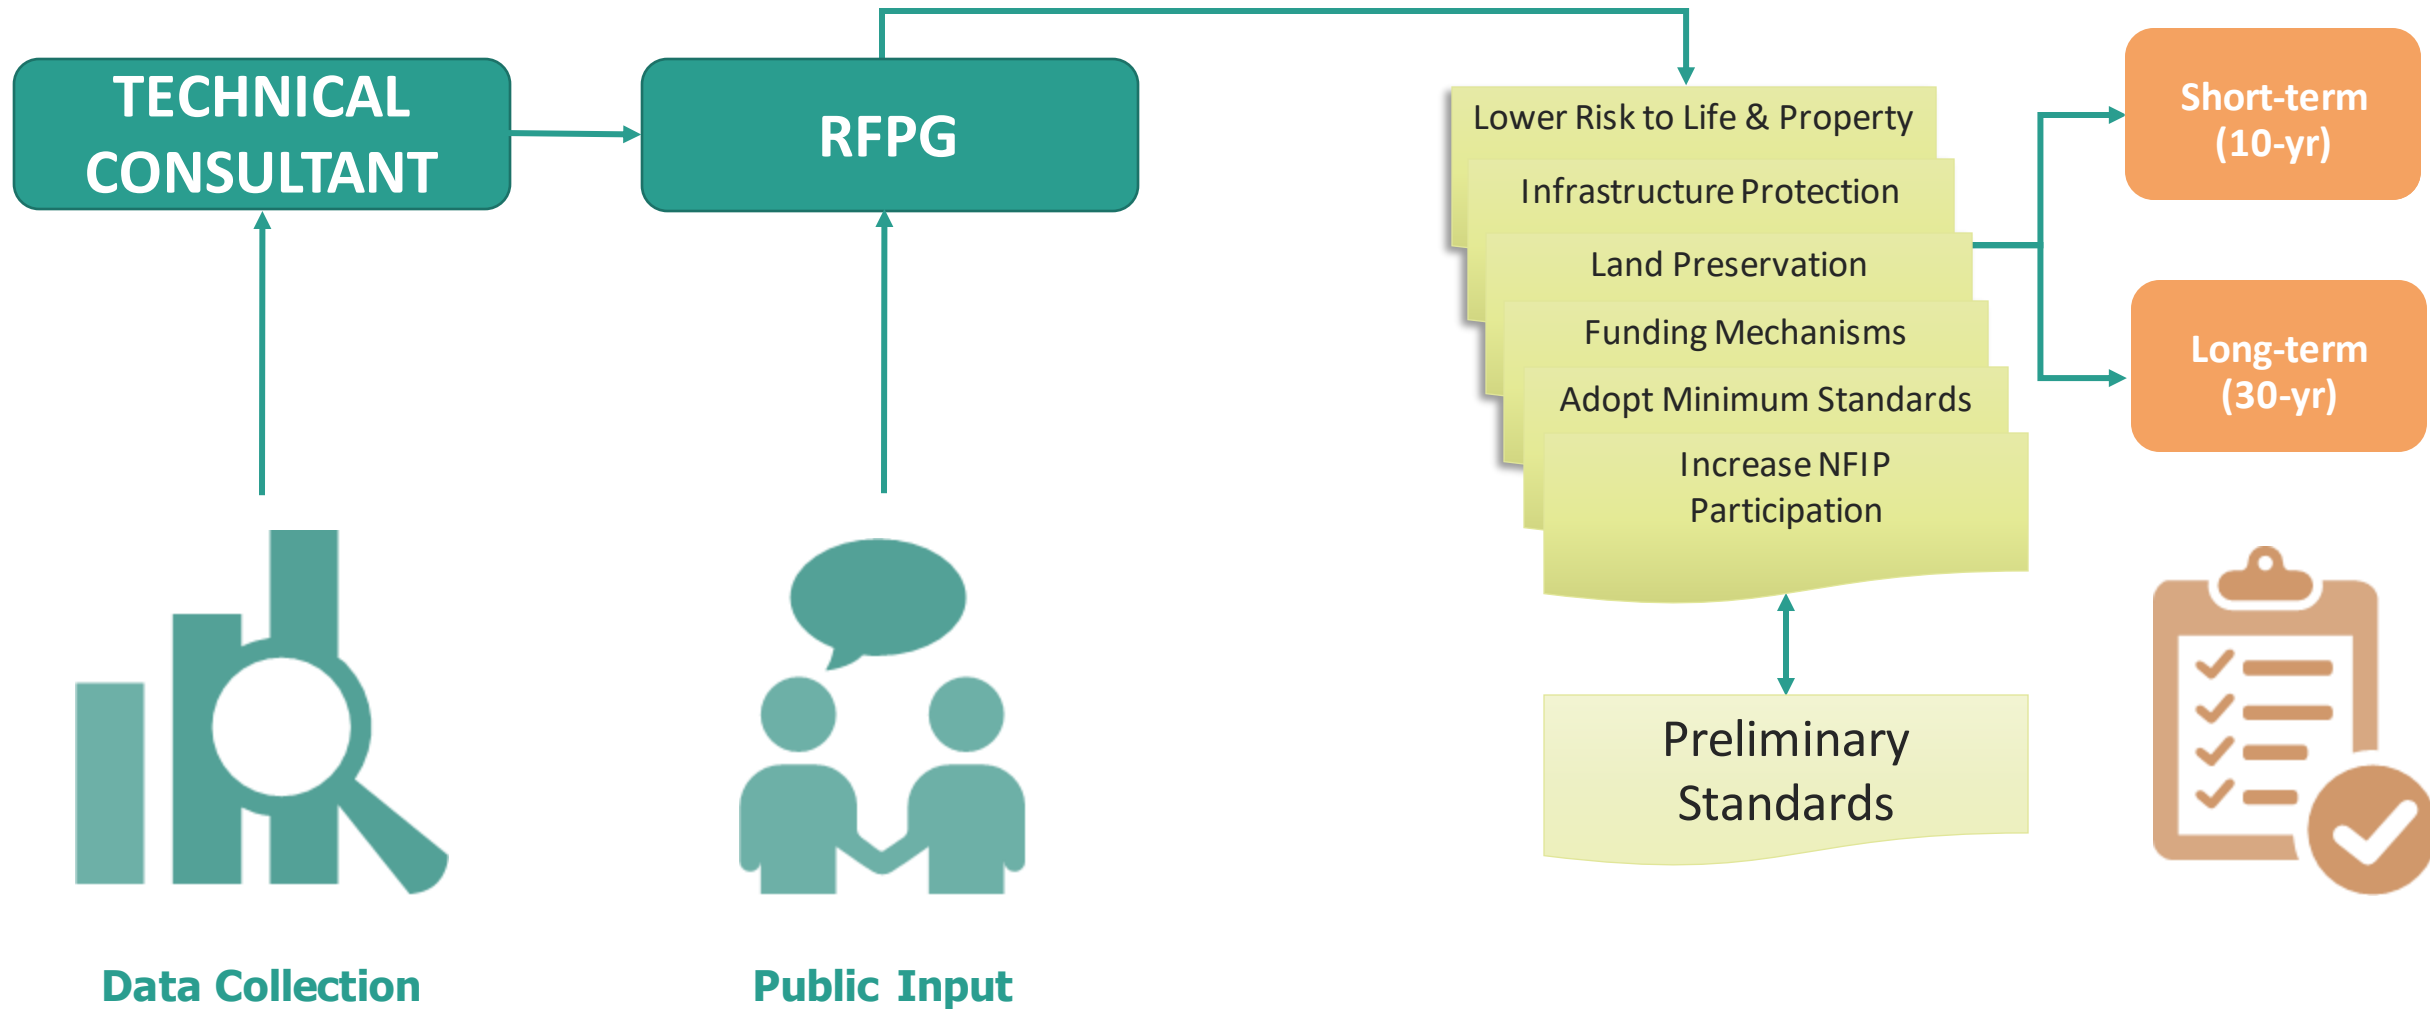 TECHNICAL
CONSULTANT
RFPG
Lower Risk to Life & Property
Infrastructure Protection
Land Preservation
Funding Mechanisms
Adopt Minimum Standards
Increase NFIP
Participation
Preliminary
Standards
Short-term
(10-yr)
Long-term
(30-yr)
Data Collection
Public Input